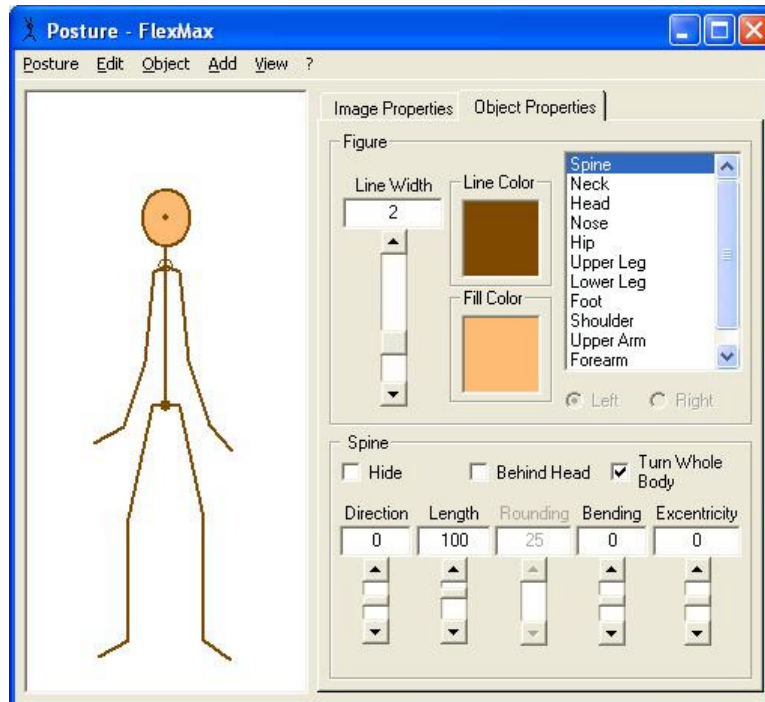 Posture - FlexMax
Posture Edit Object Add View ?
Image Properties Object Properties
Figure
Line Width
2
Line Color
Fill Color
Spine
Neck
Head
Nose
Hip
Upper Leg
Lower Leg
Foot
Shoulder
Upper Arm
Forearm
Left Right
Spine
Hide Behind Head Turn Whole
Body
Direction Length Rounding Bending Excentricity
0 100 25 0 0